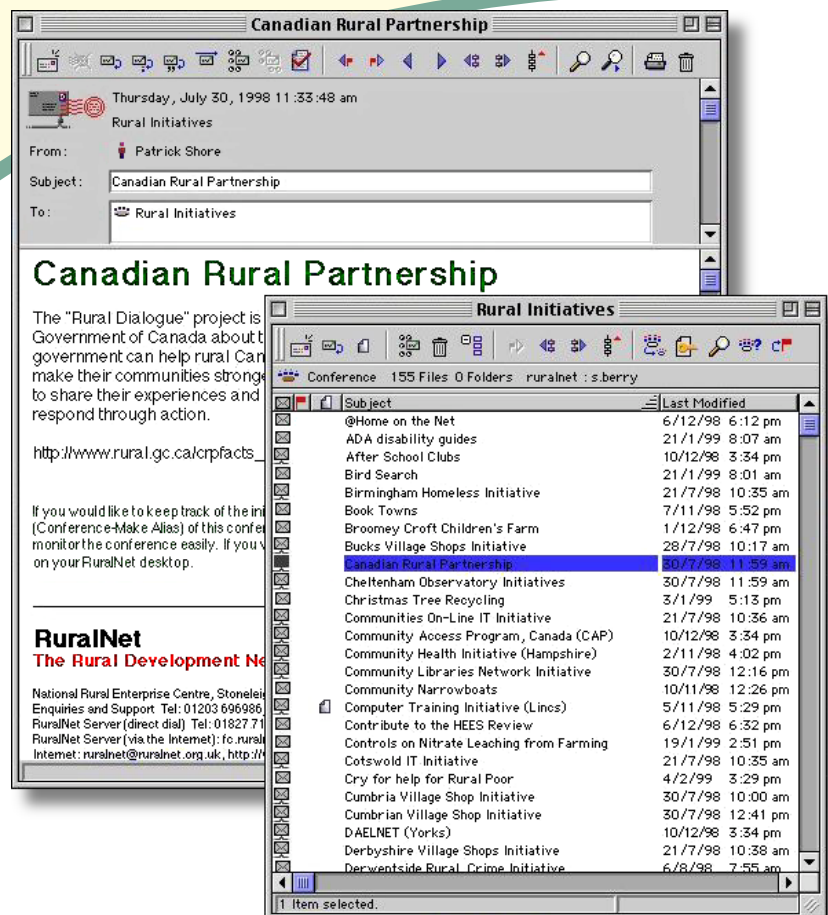 Canadian Rural Partnership
Thursday, July 30, 1998 11:33:48 am
Rural Initiatives
From: Patrick Shore
Subject: Canadian Rural Partnership
To: Rural Initiatives
Canadian Rural Partnership
The "Rural Dialogue" project is
Government of Canada about t
government can help rural Can
make their communities stronge
to share their experiences and
respond through action.
http://www.rural.gc.ca/crpfacts_
If you would like to keep track of the ini
(Conference-Make Alias) of this confer
monitor the conference easily. If you v
on your RuralNet desktop.
RuralNet
The Rural Development Ne
National Rural Enterprise Centre, Stoneleig
Enquiries and Support Tel: 01203 696986,
RuralNet Server (direct dial) Tel: 01827 71
RuralNet Server (via the Internet): fc.rural
Internet: ruralnet@ruralnet.org.uk, http://
Rural Initiatives
Conference 155 Files 0 Folders ruralnet : s.berry
Subject Last Modified
@Home on the Net 6/12/98 6:12 pm
ADA disability guides 21/1/99 8:07 am
After School Clubs 10/12/98 3:34 pm
Bird Search 21/1/99 8:01 am
Birmingham Homeless Initiative 21/7/98 10:35 am
Book Towns 7/11/98 5:52 pm
Broomey Croft Children's Farm 1/12/98 6:47 pm
Bucks Village Shops Initiative 28/7/98 10:17 am
Canadian Rural Partnership 30/7/98 11:59 am
Cheltenham Observatory Initiatives 30/7/98 11:59 am
Christmas Tree Recycling 3/1/99 5:13 pm
Communities On-Line IT Initiative 21/7/98 10:36 am
Community Access Program, Canada (CAP) 10/12/98 3:34 pm
Community Health Initiative (Hampshire) 2/11/98 4:02 pm
Community Libraries Network Initiative 30/7/98 12:16 pm
Community Narrowboats 10/11/98 12:26 pm
Computer Training Initiative (Lincs) 5/11/98 5:29 pm
Contribute to the HEES Review 6/12/98 6:32 pm
Controls on Nitrate Leaching from Farming 19/1/99 2:51 pm
Cotswold IT Initiative 21/7/98 10:35 am
Cry for help for Rural Poor 4/2/99 3:29 pm
Cumbria Village Shop Initiative 30/7/98 10:00 am
Cumbrian Village Shop Initiative 30/7/98 12:41 pm
DAELNET (Yorks) 10/12/98 3:34 pm
Derbyshire Village Shops Initiative 21/7/98 10:38 am
Derwentside Rural Crime Initiative 6/8/98 7:55 am
1 Item selected.